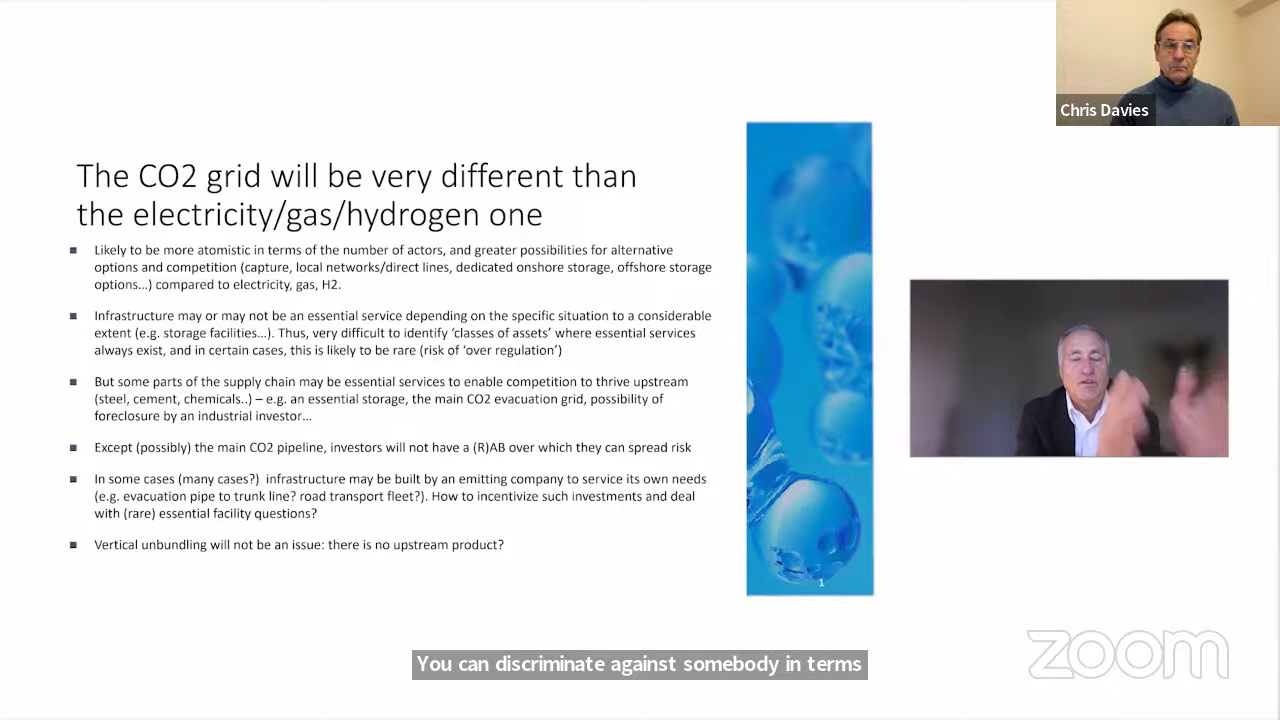 Chris Davies
The CO2 grid will be very different than
the electricity/gas/hydrogen one
Likely to be more atomistic in terms of the number of actors, and greater possibilities for alternative
options and competition (capture, local networks/direct lines, dedicated onshore storage, offshore storage
options…) compared to electricity, gas, H2.
Infrastructure may or may not be an essential service depending on the specific situation to a considerable
extent (e.g. storage facilities…). Thus, very difficult to identify ‘classes of assets’ where essential services
always exist, and in certain cases, this is likely to be rare (risk of ‘over regulation’)
But some parts of the supply chain may be essential services to enable competition to thrive upstream
(steel, cement, chemicals..) – e.g. an essential storage, the main CO2 evacuation grid, possibility of
foreclosure by an industrial investor…
Except (possibly) the main CO2 pipeline, investors will not have a (R)AB over which they can spread risk
In some cases (many cases?) infrastructure may be built by an emitting company to service its own needs
(e.g. evacuation pipe to trunk line? road transport fleet?). How to incentivize such investments and deal
with (rare) essential facility questions?
Vertical unbundling will not be an issue: there is no upstream product?
1
You can discriminate against somebody in terms
zoom